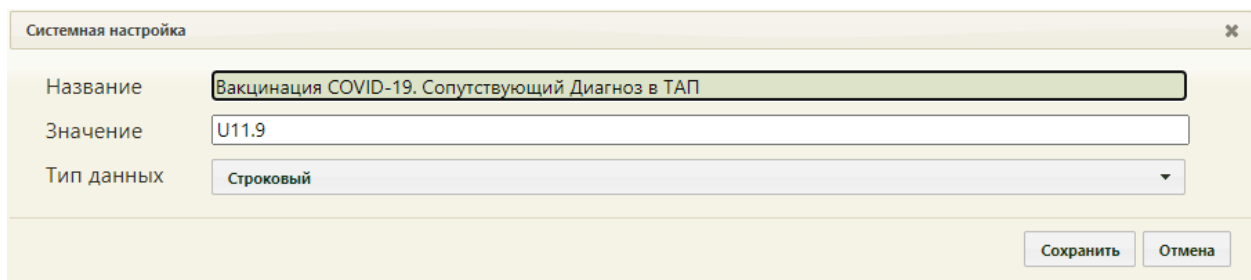 Системная настройка
Название
Вакцинация COVID-19. Сопутствующий Диагноз в ТАП
Значение
U11.9
Тип данных
Строковый
Сохранить
Отмена